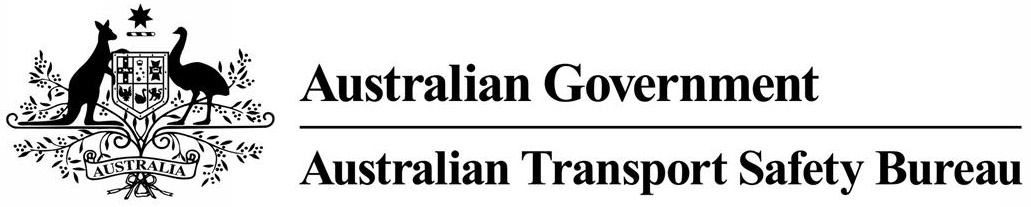 Australian Government
Australian Transport Safety Bureau
AUSTRALIA